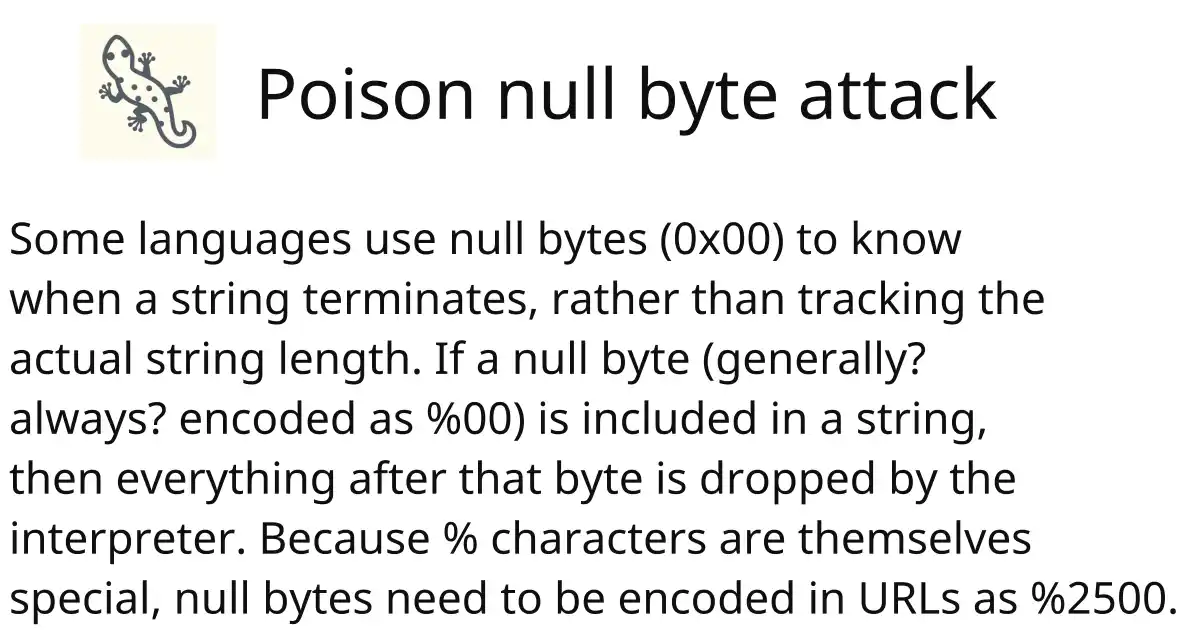 Poison null byte attack
Some languages use null bytes (0x00) to know
when a string terminates, rather than tracking the
actual string length. If a null byte (generally?
always? encoded as %00) is included in a string,
then everything after that byte is dropped by the
interpreter. Because % characters are themselves
special, null bytes need to be encoded in URLs as %2500.